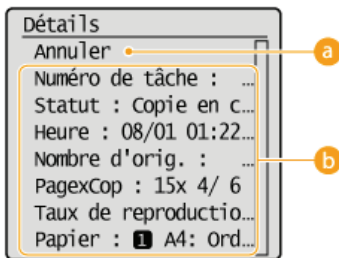 Détails
Annuler a
Numéro de tâche : ...
Statut : Copie en c...
Heure : 08/01 01:22...
Nombre d'orig. : ...
PagexCop : 15x 4/ 6 b
Taux de reproductio...
Papier : 1 A4: Ord...